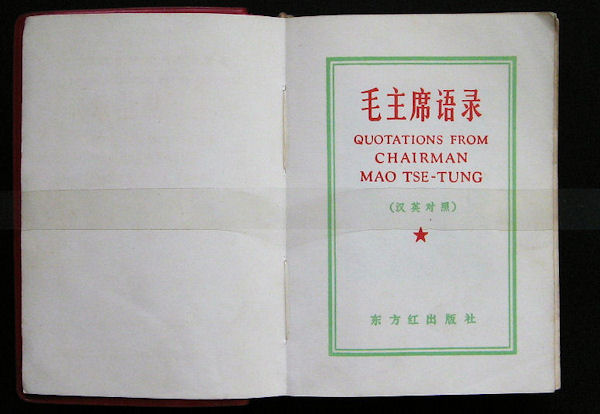 毛主席语录
QUOTATIONS FROM
CHAIRMAN
MAO TSE-TUNG
(汉英对照)
东方红出版社